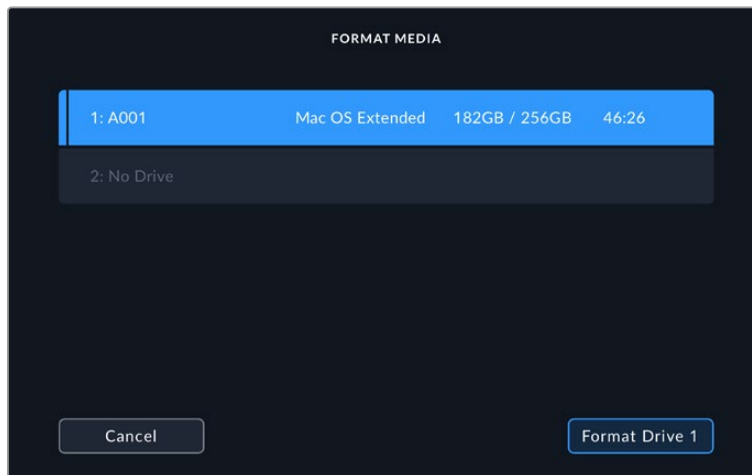 FORMAT MEDIA
1: A001 Mac OS Extended 182GB / 256GB 46:26
2: No Drive
Cancel Format Drive 1